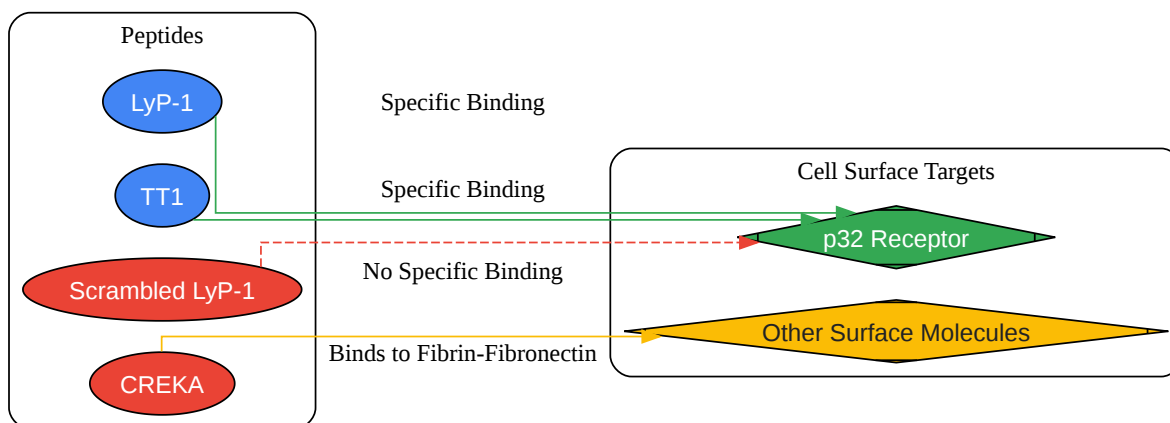 Peptides
LyP-1
Specific Binding
TT1
Specific Binding
Cell Surface Targets
p32 Receptor
Scrambled LyP-1
No Specific Binding
Other Surface Molecules
Binds to Fibrin-Fibronectin
CREKA